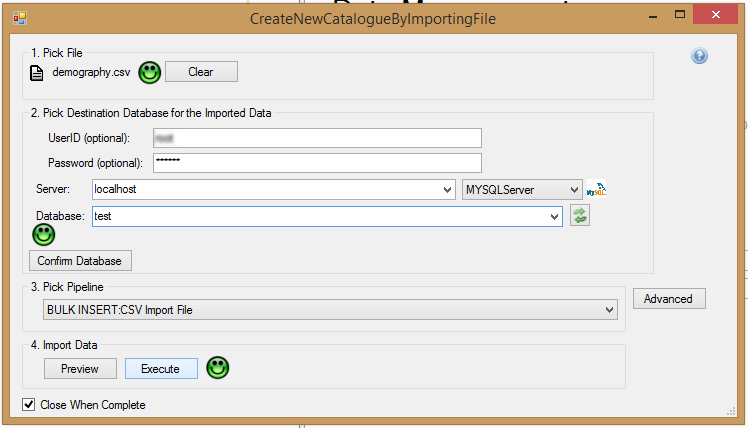 CreateNewCatalogueByImportingFile
1. Pick File
demography.csv
Clear
2. Pick Destination Database for the Imported Data
UserID (optional):
Password (optional):
******
Server:
localhost
MYSQLServer
MySQL
Database:
test
Confirm Database
3. Pick Pipeline
BULK INSERT:CSV Import File
Advanced
4. Import Data
Preview
Execute
Close When Complete